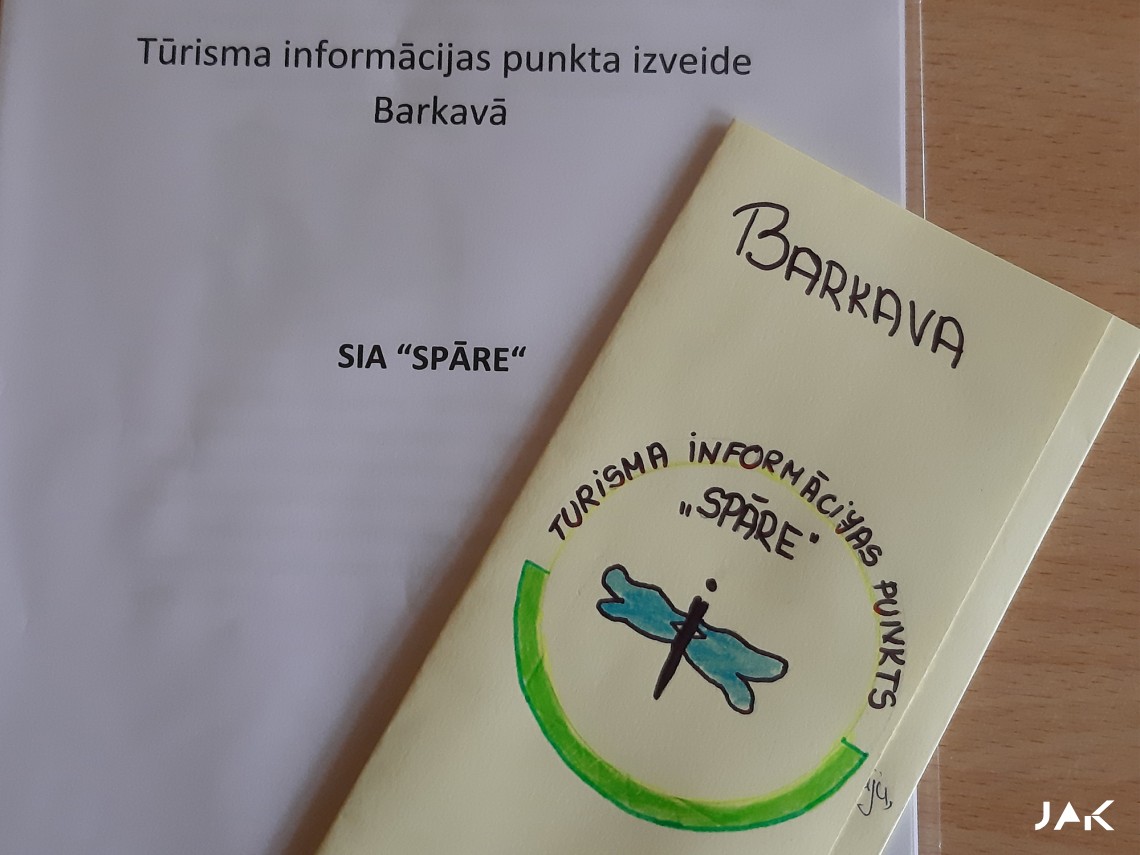 Tūrisma informācijas punkta izveide
Barkavā
SIA “SPĀRE“
BARKAVA
TURISMA INFORMĀCIJAS PUNKTS
„SPĀRE"
JAK